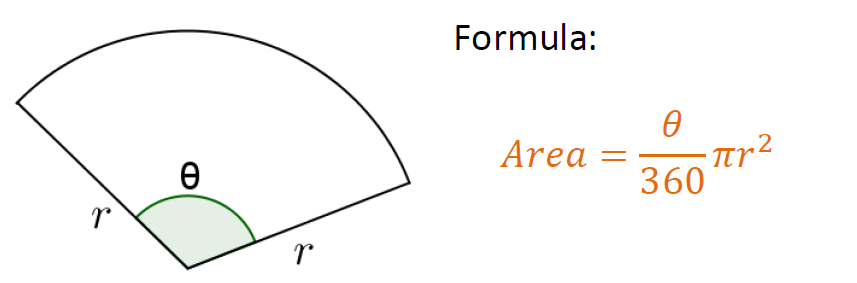 Formula:
θ
r
r
Area = θ/360 πr²